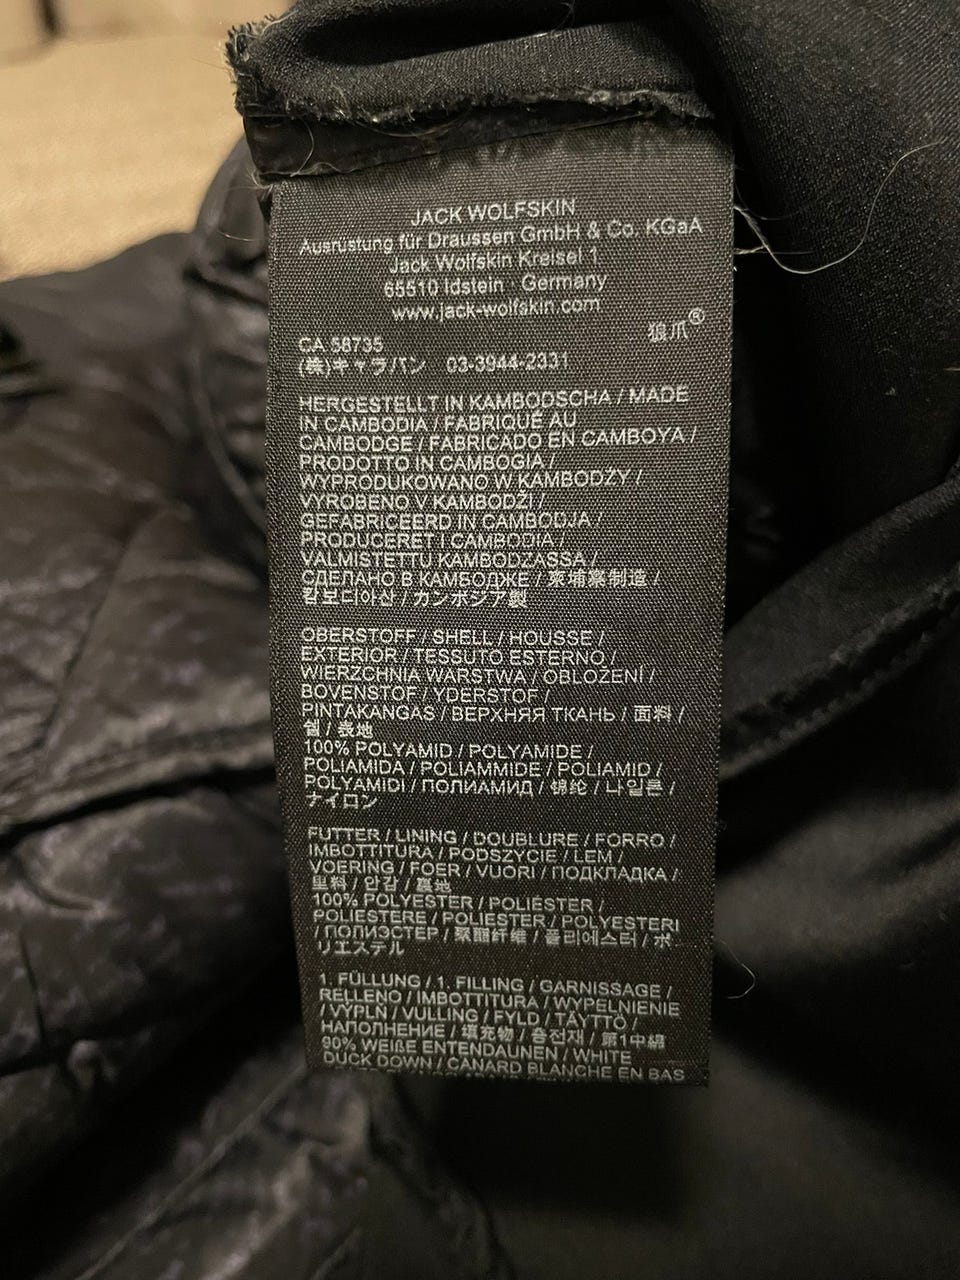 JACK WOLFSKIN
Ausrüstung für Draussen GmbH & Co. KGaA
Jack Wolfskin Kreisel 1
65510 Idstein · Germany
www.jack-wolfskin.com
狼爪®
CA 58735
(株)キャラバン 03-3944-2331
HERGESTELLT IN KAMBODSCHA / MADE
IN CAMBODIA / FABRIQUÉ AU
CAMBODGE / FABRICADO EN CAMBOYA /
PRODOTTO IN CAMBOGIA /
WYPRODUKOWANO W KAMBODŻY /
VYROBENO V KAMBODŽI /
GEFABRICEERD IN CAMBODJA /
PRODUCERET I CAMBODIA /
VALMISTETTU KAMBODZASSA /
СДЕЛАНО В КАМБОДЖЕ / 柬埔寨制造 /
캄보디아산 / カンボジア製
OBERSTOFF / SHELL / HOUSSE /
EXTERIOR / TESSUTO ESTERNO /
WIERZCHNIA WARSTWA / OBLOŽENÍ /
BOVENSTOF / YDERSTOF /
PINTAKANGAS / ВЕРХНЯЯ ТКАНЬ / 面料 /
쉘 / 表地
100% POLYAMID / POLYAMIDE /
POLIAMIDA / POLIAMMIDE / POLIAMID /
POLYAMIDI / ПОЛИАМИД / 锦纶 / 나일론 /
ナイロン
FUTTER / LINING / DOUBLURE / FORRO /
IMBOTTITURA / PODSZYCIE / LEM /
VOERING / FOER / VUORI / ПОДКЛАДКА /
里料 / 안감 / 裏地
100% POLYESTER / POLIÉSTER /
POLIESTERE / POLIESTER / POLYESTERI
/ ПОЛИЭСТЕР / 聚酯纤维 / 폴리에스터 / ポ
リエステル
1. FÜLLUNG / 1. FILLING / GARNISSAGE /
RELLENO / IMBOTTITURA / WYPEŁNIENIE
/ VÝPLŇ / VULLING / FYLD / TÄYTTÖ /
НАПОЛНЕНИЕ / 填充物 / 충전재 / 第1中綿
90% WEIßE ENTENDAUNEN / WHITE
DUCK DOWN / CANARD BLANCHE EN BAS